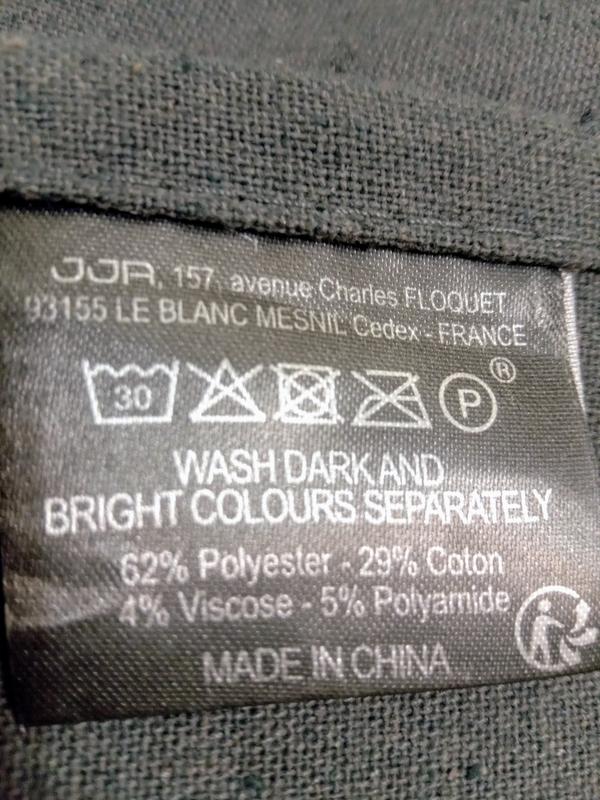 JJA, 157, avenue Charles FLOQUET
93155 LE BLANC MESNIL Cedex - FRANCE
30 P ®
WASH DARK AND
BRIGHT COLOURS SEPARATELY
62% Polyester - 29% Coton
4% Viscose - 5% Polyamide
MADE IN CHINA